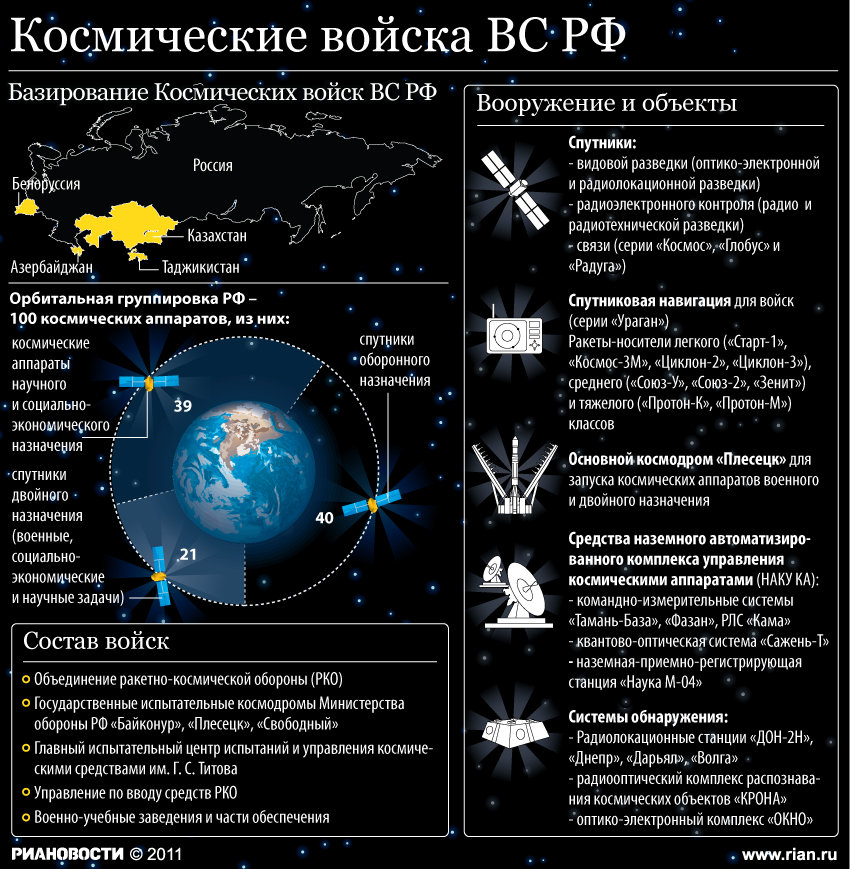 Космические войска ВС РФ
Базирование Космических войск ВС РФ
Россия
Белоруссия
Казахстан
Азербайджан
Таджикистан
Орбитальная группировка РФ –
100 космических аппаратов, из них:
космические
аппараты
научного
и социально-
экономического
назначения
39
спутники
оборонного
назначения
40
спутники
двойного
назначения
(военные,
социально-
экономические
и научные задачи)
21
Состав войск
Объединение ракетно-космической обороны (РКО)
Государственные испытательные космодромы Министерства
обороны РФ «Байконур», «Плесецк», «Свободный»
Главный испытательный центр испытаний и управления космиче-
скими средствами им. Г. С. Титова
Управление по вводу средств РКО
Военно-учебные заведения и части обеспечения
Вооружение и объекты
Спутники:
- видовой разведки (оптико-электронной
и радиолокационной разведки)
- радиоэлектронного контроля (радио и
радиотехнической разведки)
- связи (серии «Космос», «Глобус» и
«Радуга»)
Спутниковая навигация для войск
(серии «Ураган»)
Ракеты-носители легкого («Старт-1»,
«Космос-3М», «Циклон-2», «Циклон-3»),
среднего («Союз-У», «Союз-2», «Зенит»)
и тяжелого («Протон-К», «Протон-М»)
классов
Основной космодром «Плесецк» для
запуска космических аппаратов военного
и двойного назначения
Средства наземного автоматизиро-
ванного комплекса управления
космическими аппаратами (НАКУ КА):
- командно-измерительные системы
«Тамань-База», «Фазан», РЛС «Кама»
- квантово-оптическая система «Сажень-Т»
- наземная-приемно-регистрирующая
станция «Наука М-04»
Системы обнаружения:
- Радиолокационные станции «ДОН-2Н»,
«Днепр», «Дарьял», «Волга»
- радиооптический комплекс распознава-
ния космических объектов «КРОНА»
- оптико-электронный комплекс «ОКНО»
РИАНОВОСТИ © 2011
www.rian.ru